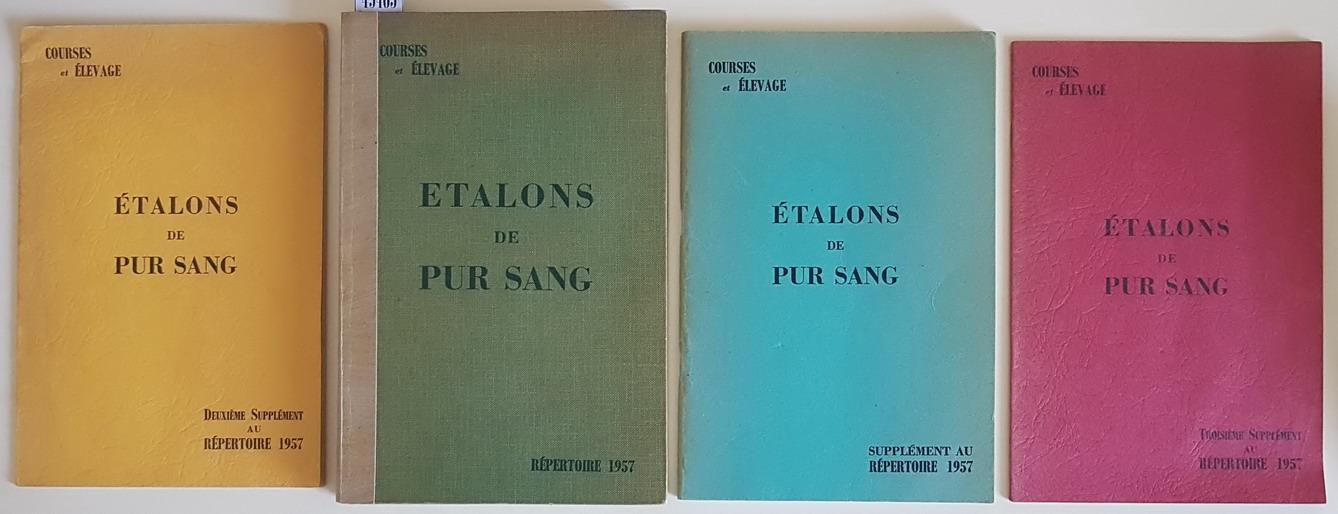 COURSES
et ÉLEVAGE
ÉTALONS
DE
PUR SANG
DEUXIÈME SUPPLÉMENT
AU
RÉPERTOIRE 1957
COURSES
et ÉLEVAGE
ETALONS
DE
PUR SANG
RÉPERTOIRE 1957
COURSES
et ÉLEVAGE
ÉTALONS
DE
PUR SANG
SUPPLÉMENT AU
RÉPERTOIRE 1957
COURSES
et ÉLEVAGE
ÉTALONS
DE
PUR SANG
TROISIÈME SUPPLÉMENT
AU
RÉPERTOIRE 1957